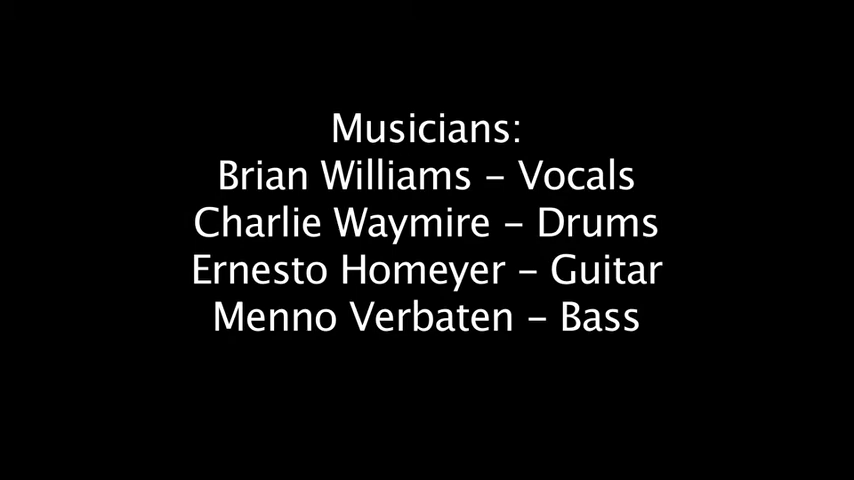 Musicians:
Brian Williams – Vocals
Charlie Waymire – Drums
Ernesto Homeyer – Guitar
Menno Verbaten – Bass